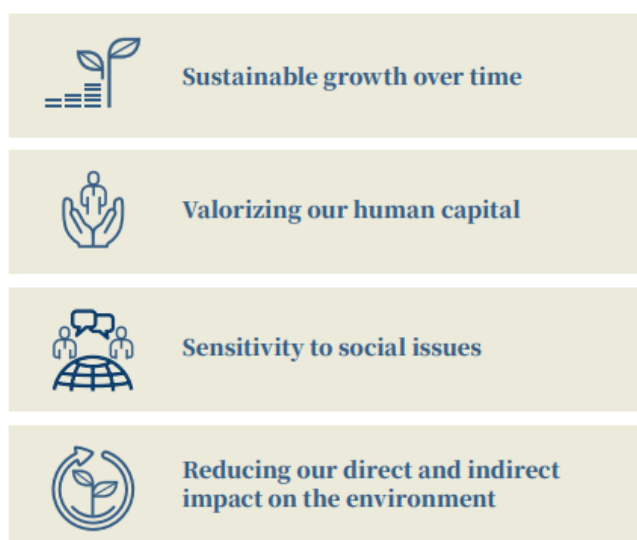 Sustainable growth over time
Valorizing our human capital
Sensitivity to social issues
Reducing our direct and indirect
impact on the environment